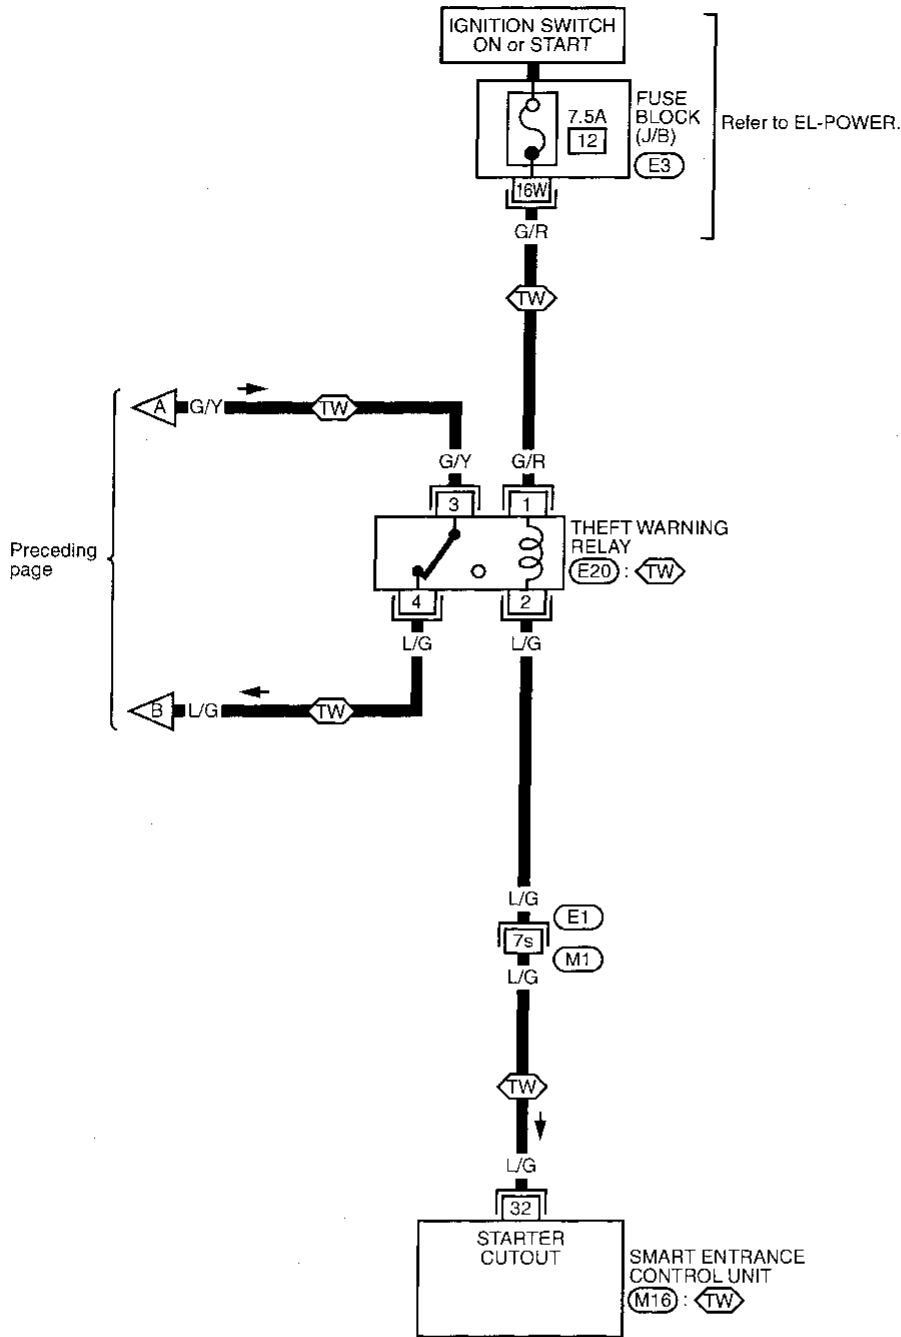 IGNITION SWITCH
ON or START
7.5A
12
FUSE
BLOCK
(J/B)
E3
Refer to EL-POWER.
16W
G/R
TW
A
G/Y
TW
G/Y
G/R
3
1
THEFT WARNING
RELAY
E20 : TW
Preceding
page
4
2
L/G
L/G
B
L/G
TW
L/G
E1
7s
M1
L/G
TW
L/G
32
STARTER
CUTOUT
SMART ENTRANCE
CONTROL UNIT
M16 : TW